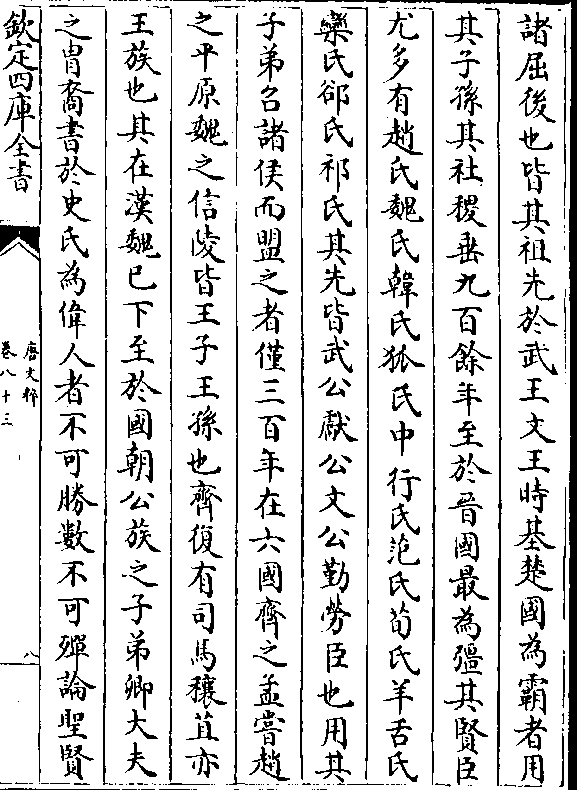 諸屈後也皆其祖先於武王文王時基楚國為霸者用
其子孫其社稷垂九百餘年至於晉國最為彊其賢臣
尤多有趙氏魏氏韓氏狐氏中行氏范氏荀氏羊舌氏
欒氏郤氏祁氏其先皆武公獻公文公勤勞臣也用其
子弟召諸侯而盟之者僅三百年在六國齊之孟嘗趙
之平原魏之信陵皆王子王孫也齊復有司馬穰苴亦
王族也其在漢魏已下至於國朝公族之子弟卿大夫
之胄裔書於史氏為偉人者不可勝數不可殫論聖賢
欽定四庫全書
唐文粹
卷八十三
八